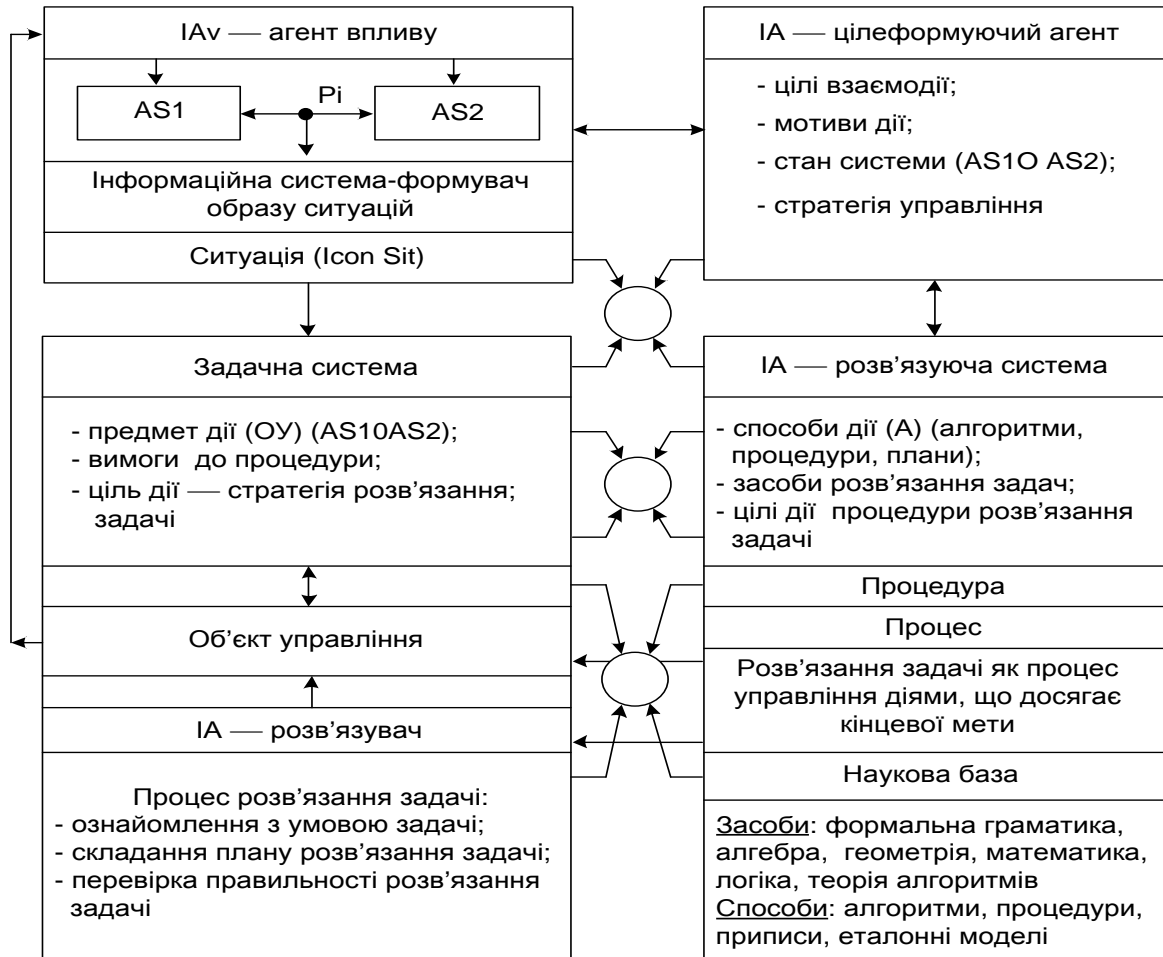 IAv — агент впливу
AS1
Pi
AS2
Інформаційна система-формувач
образу ситуацій
Ситуація (Icon Sit)
IA — цілеформуючий агент
- цілі взаємодії;
- мотиви дії;
- стан системи (AS1O AS2);
- стратегія управління
Задачна система
- предмет дії (ОУ) (AS10AS2);
- вимоги до процедури;
- ціль дії — стратегія розв'язання;
задачі
Об’єкт управління
IA — розв'язувач
Процес розв'язання задачі:
- ознайомлення з умовою задачі;
- складання плану розв'язання задачі;
- перевірка правильності розв'язання
задачі
IA — розв'язуюча система
- способи дії (А) (алгоритми,
процедури, плани);
- засоби розв'язання задач;
- цілі дії процедури розв'язання
задачі
Процедура
Процес
Розв'язання задачі як процес
управління діями, що досягає
кінцевої мети
Наукова база
Засоби: формальна граматика,
алгебра, геометрія, математика,
логіка, теорія алгоритмів
Способи: алгоритми, процедури,
приписи, еталонні моделі